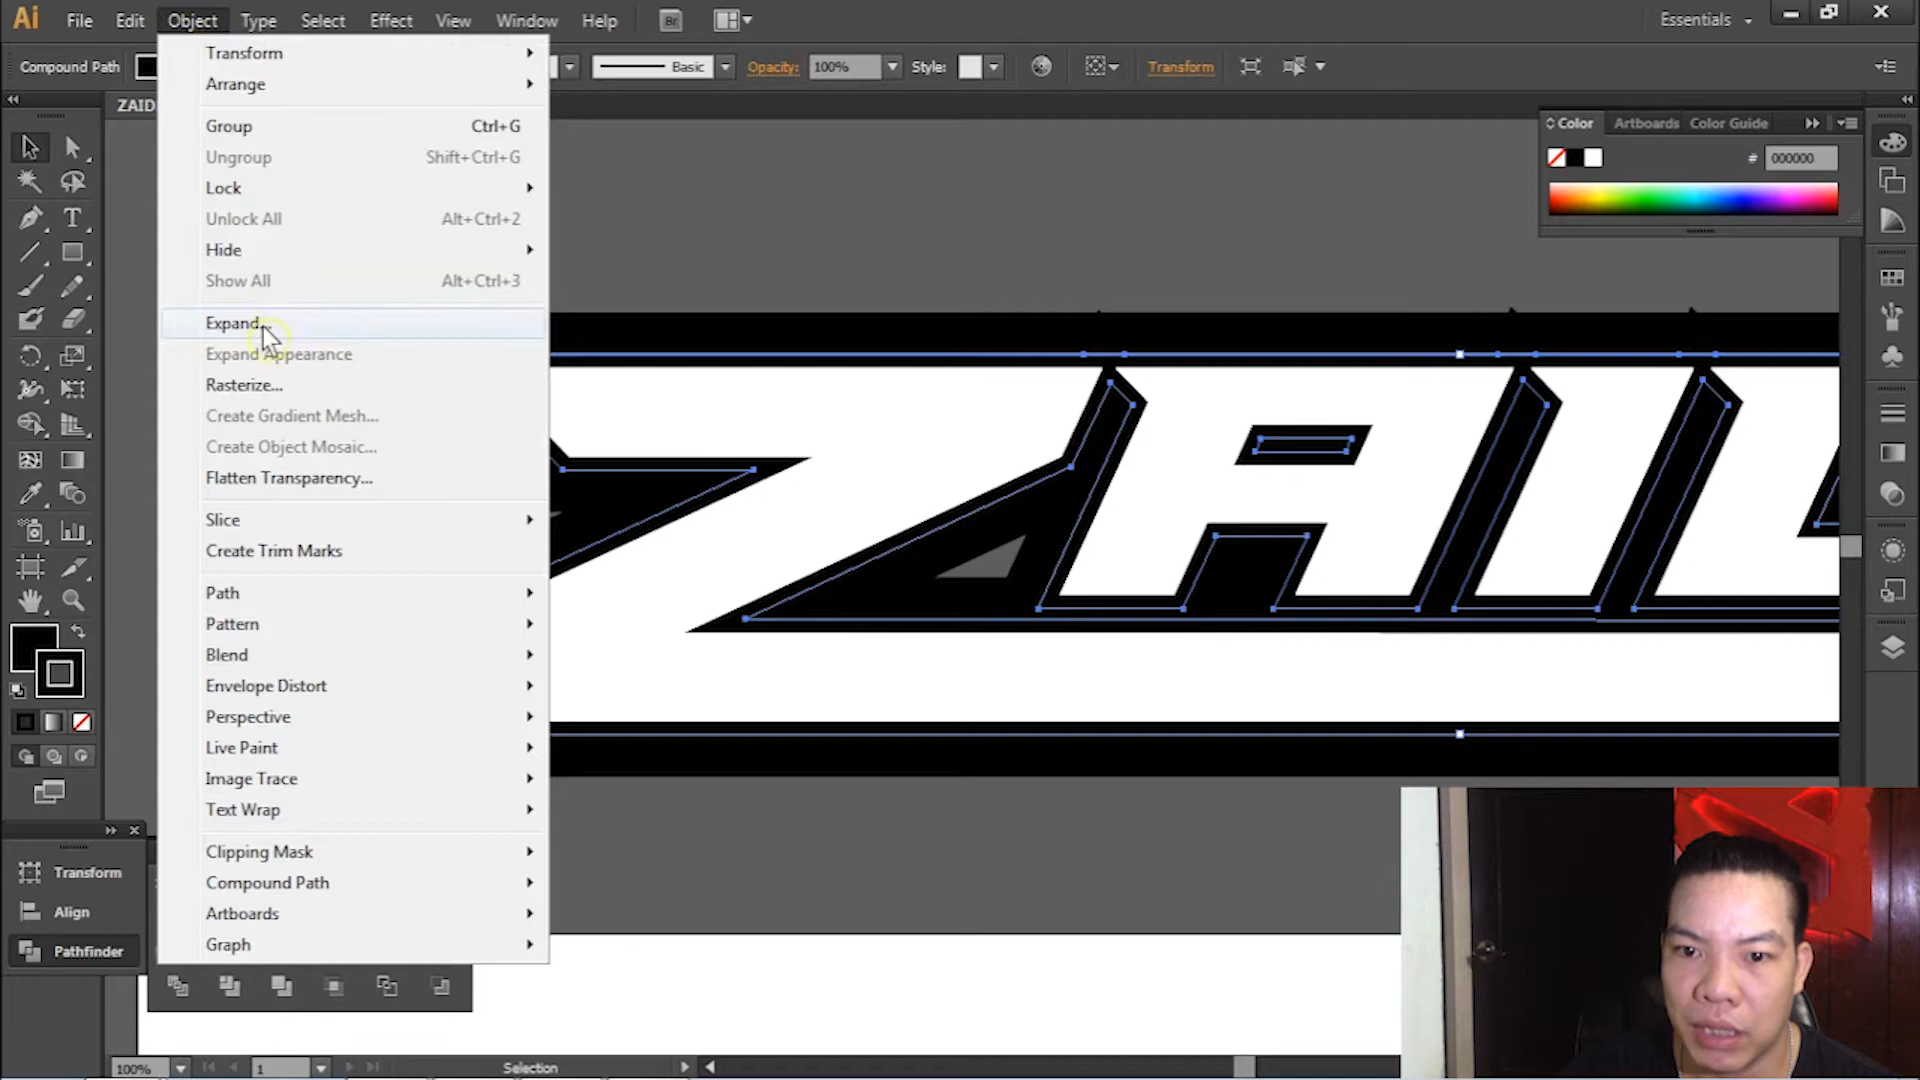 Ai File Edit Object Type Select Effect View Window Help Br Essentials
Compound Path Basic Opacity: 100% Style: Transform
ZAID
Transform
Arrange
Group Ctrl+G
Ungroup Shift+Ctrl+G
Lock
Unlock All Alt+Ctrl+2
Hide
Show All Alt+Ctrl+3
Expand...
Expand Appearance
Rasterize...
Create Gradient Mesh...
Create Object Mosaic...
Flatten Transparency...
Slice
Create Trim Marks
Path
Pattern
Blend
Envelope Distort
Perspective
Live Paint
Image Trace
Text Wrap
Clipping Mask
Compound Path
Artboards
Graph
Color Artboards Color Guide
# 000000
ZAI
Transform
Align
Pathfinder
100% 1 Selection